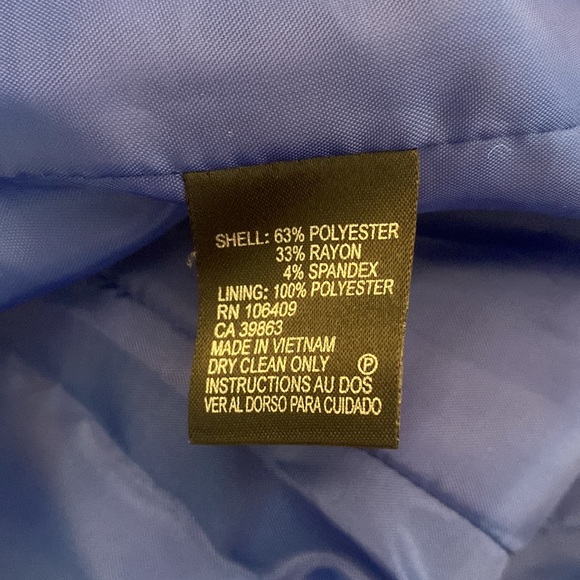 SHELL: 63% POLYESTER
33% RAYON
4% SPANDEX
LINING: 100% POLYESTER
RN 106409
CA 39863
MADE IN VIETNAM
DRY CLEAN ONLY Ⓟ
INSTRUCTIONS AU DOS
VER AL DORSO PARA CUIDADO